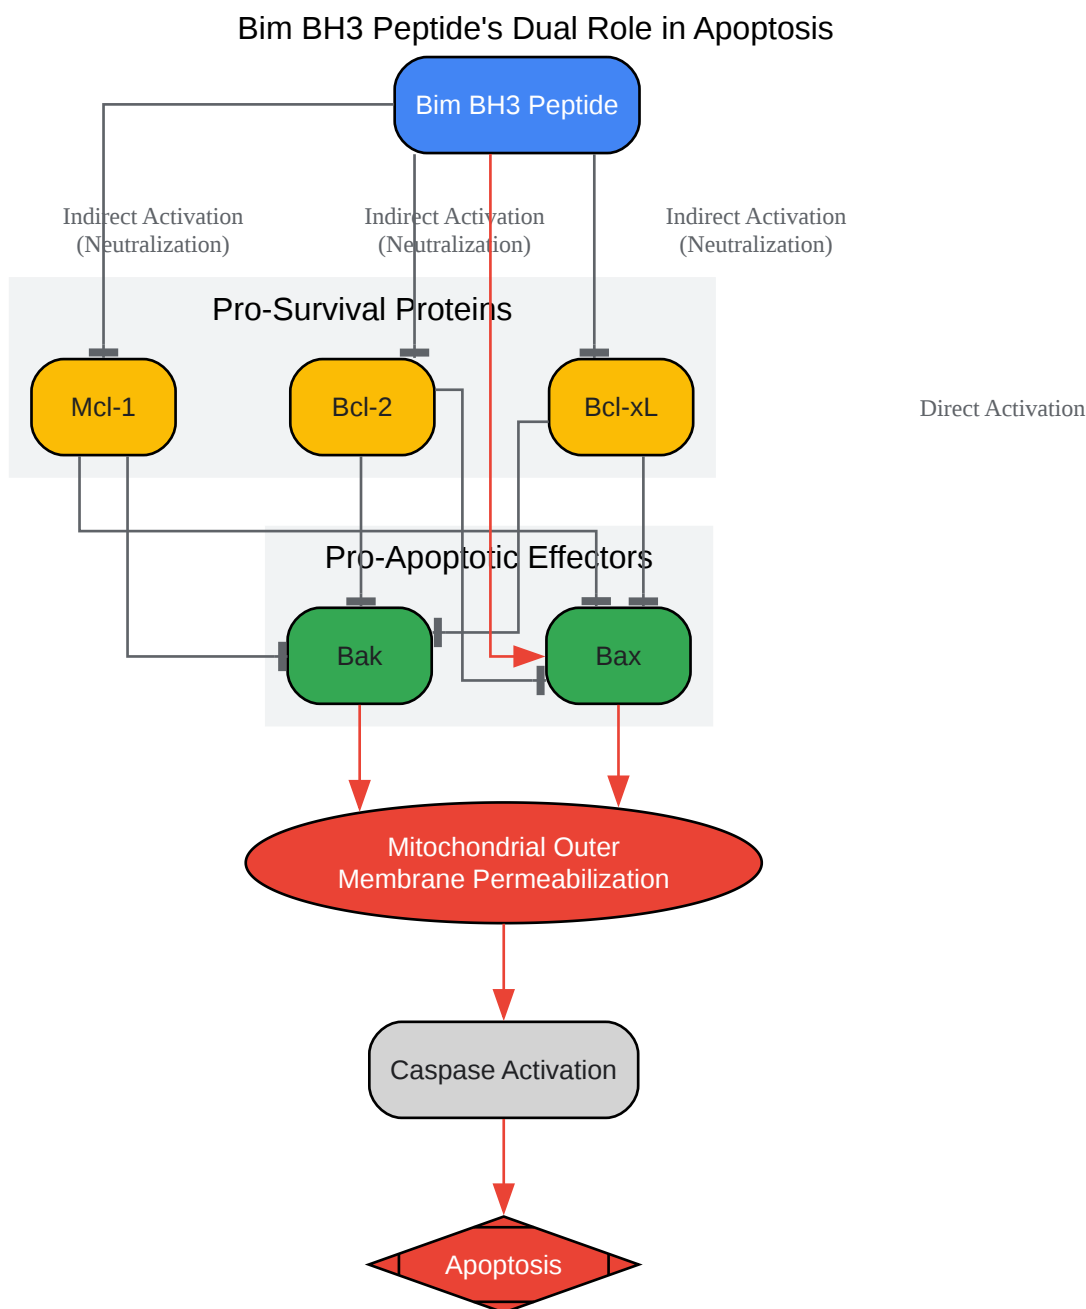 Bim BH3 Peptide's Dual Role in Apoptosis
Bim BH3 Peptide
Indirect Activation
(Neutralization)
Indirect Activation
(Neutralization)
Indirect Activation
(Neutralization)
Pro-Survival Proteins
Mcl-1
Bcl-2
Bcl-xL
Direct Activation
Pro-Apoptotic Effectors
Bak
Bax
Mitochondrial Outer
Membrane Permeabilization
Caspase Activation
Apoptosis